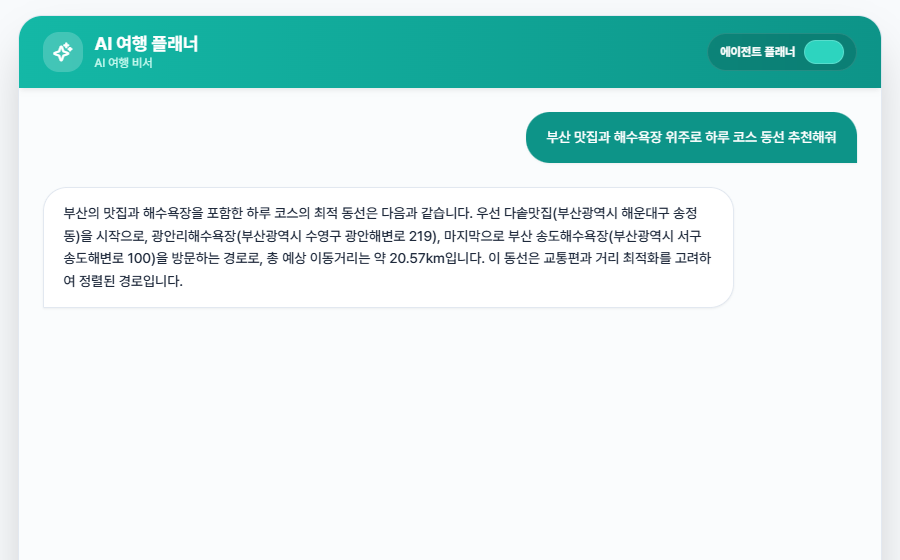 AI 여행 플래너
AI 여행 비서
에이전트 플래너
부산 맛집과 해수욕장 위주로 하루 코스 동선 추천해줘
부산의 맛집과 해수욕장을 포함한 하루 코스의 최적 동선은 다음과 같습니다. 우선 다솥맛집(부산광역시 해운대구 송정
동)을 시작으로, 광안리해수욕장(부산광역시 수영구 광안해변로 219), 마지막으로 부산 송도해수욕장(부산광역시 서구
송도해변로 100)을 방문하는 경로로, 총 예상 이동거리는 약 20.57km입니다. 이 동선은 교통편과 거리 최적화를 고려하
여 정렬된 경로입니다.